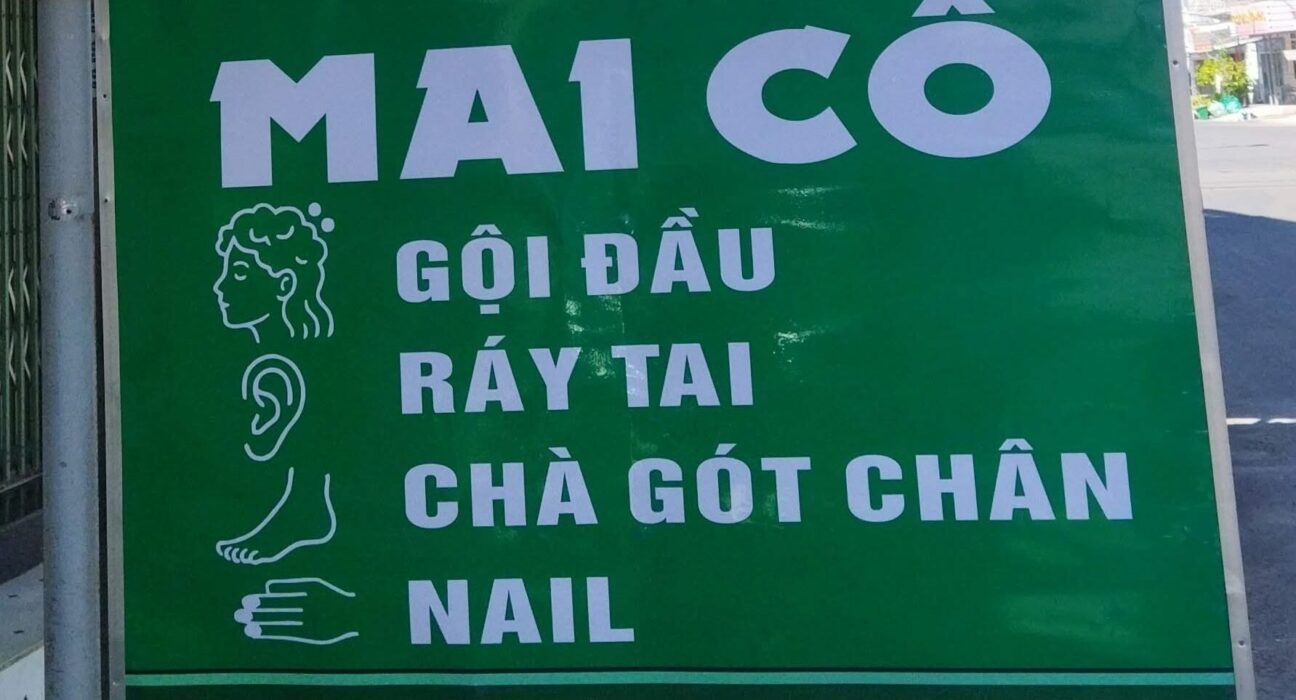 MAI CỒ
GỘI ĐẦU
RÁY TAI
CHÀ GÓT CHÂN
NAIL